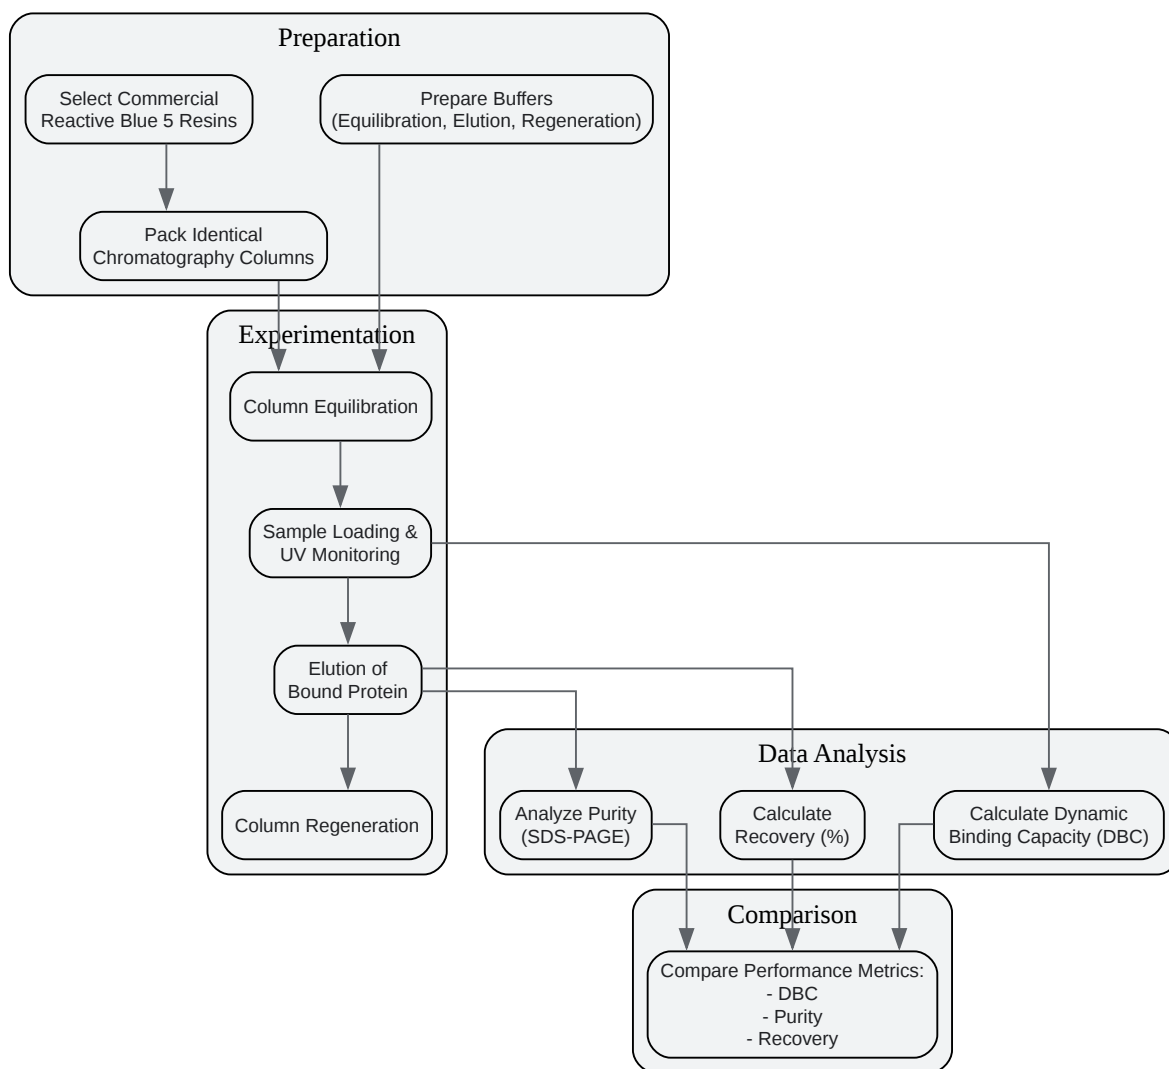 Preparation
Select Commercial
Reactive Blue 5 Resins
Prepare Buffers
(Equilibration, Elution, Regeneration)
Pack Identical
Chromatography Columns
Experimentation
Column Equilibration
Sample Loading &
UV Monitoring
Elution of
Bound Protein
Column Regeneration
Data Analysis
Analyze Purity
(SDS-PAGE)
Calculate
Recovery (%)
Calculate Dynamic
Binding Capacity (DBC)
Comparison
Compare Performance Metrics:
- DBC
- Purity
- Recovery